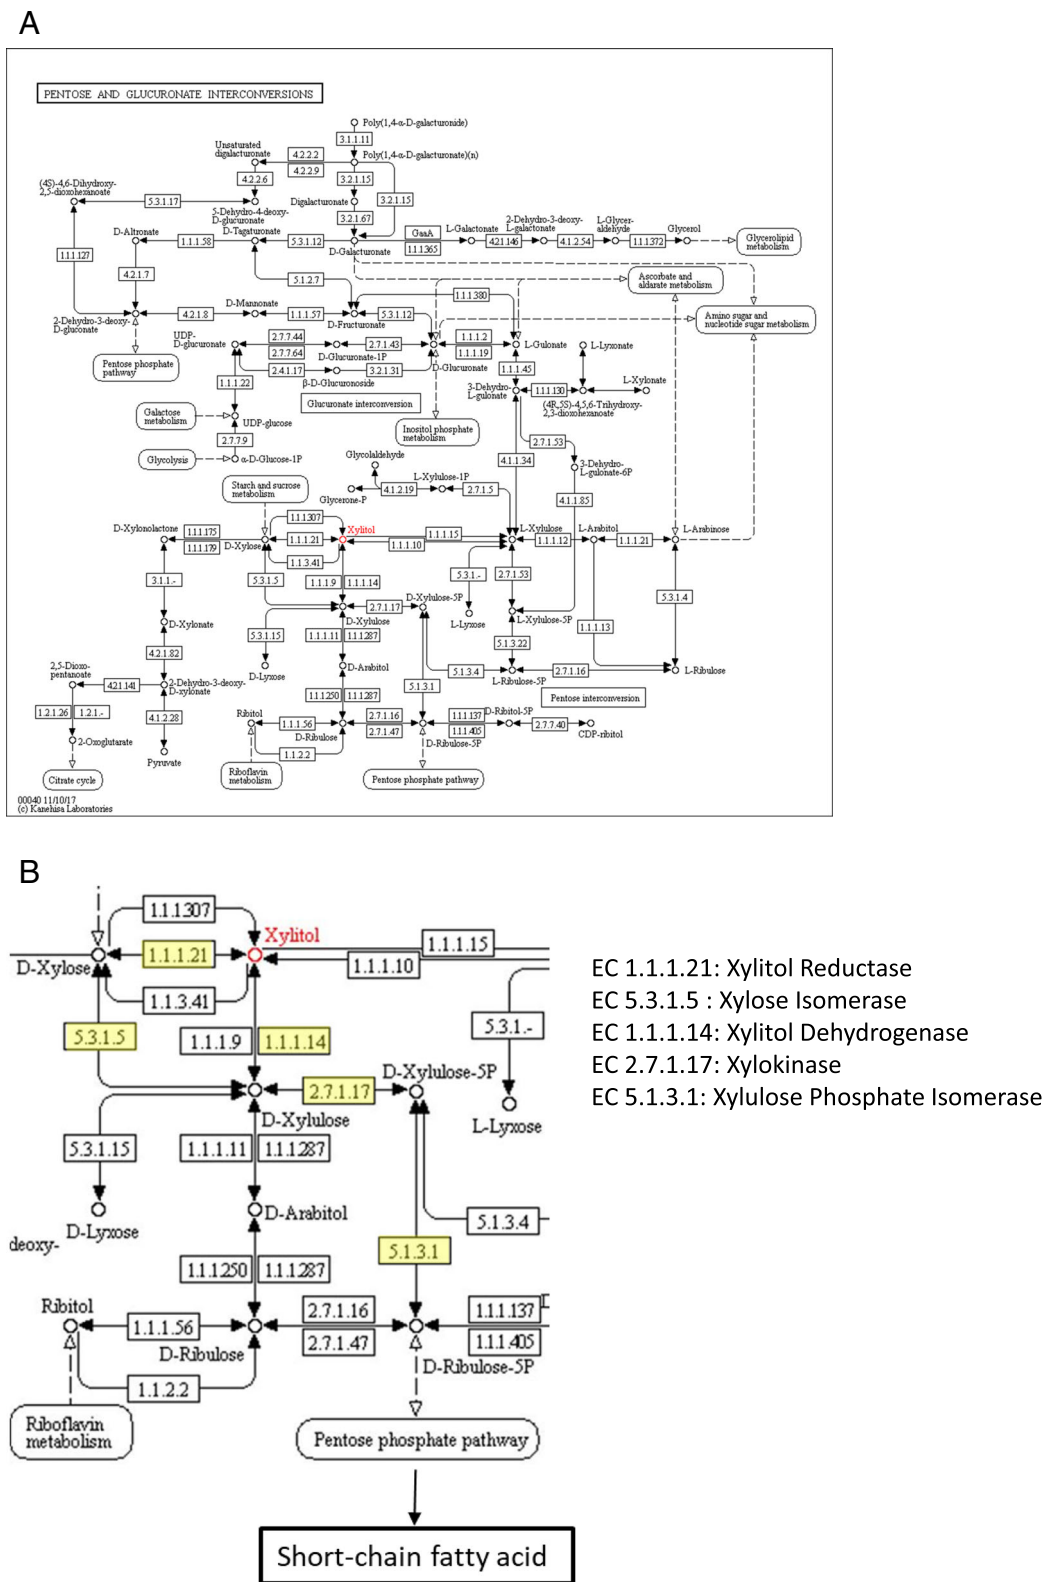 A
PENTOSE AND GLUCURONATE INTERCONVERSIONS
Poly(1,4-α-D-galacturonide)
3.1.1.11
Unsaturated
digalacturonate
4.2.2.2
4.2.2.9
Poly(1,4-α-D-galacturonate)(n)
4.2.2.6
3.2.1.15
3.2.1.15
(4S)-4,6-Dihydroxy-
2,5-dioxohexanoate
5.3.1.17
Digalacturonate
5-Dehydro-4-deoxy-
D-glucuronate
3.2.1.67
D-Altronate
1.1.1.58
D-Tagaturonate
5.3.1.12
D-Galacturonate
GaaA
1.1.1.365
L-Galactonate
4.2.1.146
2-Dehydro-3-deoxy-
L-galactonate
4.1.2.54
L-Glycer-
aldehyde
1.1.1.372
Glycerol
Glycerolipid
metabolism
1.1.1.127
4.2.1.7
5.1.2.7
1.1.1.380
Ascorbate and
aldarate metabolism
Amino sugar and
nucleotide sugar metabolism
2-Dehydro-3-deoxy-
D-gluconate
4.2.1.8
D-Mannonate
1.1.1.57
D-Fructuronate
5.3.1.12
Pentose phosphate
pathway
UDP-
D-glucuronate
2.7.7.44
2.7.7.64
D-Glucuronate-1P
2.7.1.43
D-Glucuronate
1.1.1.2
1.1.1.19
L-Gulonate
L-Lyxonate
2.4.1.17
β-D-Glucuronoside
3.2.1.31
1.1.1.45
1.1.1.22
Glucuronate interconversion
3-Dehydro-
L-gulonate
1.1.1.130
L-Xylonate
(4R,5S)-4,5,6-Trihydroxy-
2,3-dioxohexanoate
Galactose
metabolism
UDP-glucose
2.7.7.9
Inositol phosphate
metabolism
2.7.1.53
Glycolysis
α-D-Glucose-1P
Glycolaldehyde
4.1.1.34
3-Dehydro-
L-gulonate-6P
Starch and sucrose
metabolism
Glycerone-P
4.1.2.19
L-Xylulose-1P
2.7.1.5
4.1.1.85
D-Xylonolactone
1.1.1.175
1.1.1.179
D-Xylose
1.1.1.307
1.1.1.21
1.1.3.41
Xylitol
1.1.1.15
1.1.1.10
L-Xylulose
1.1.1.12
L-Arabitol
1.1.1.21
L-Arabinose
3.1.1.-
5.3.1.5
1.1.1.9
1.1.1.14
5.3.1.-
2.7.1.53
5.3.1.4
D-Xylonate
D-Xylulose
2.7.1.17
D-Xylulose-5P
L-Lyxose
L-Xylulose-5P
1.1.1.13
4.2.1.82
5.3.1.15
1.1.1.11
1.1.1.287
5.1.3.22
2,5-Dioxo-
pentanoate
4.2.1.141
2-Dehydro-3-deoxy-
D-xylonate
D-Lyxose
D-Arabitol
5.1.3.1
5.1.3.4
L-Ribulose-5P
2.7.1.16
L-Ribulose
Pentose interconversion
1.2.1.26
1.2.1.-
4.1.2.28
1.1.1.250
1.1.1.287
Ribitol
1.1.1.56
D-Ribulose
2.7.1.16
2.7.1.47
D-Ribulose-5P
1.1.1.137
1.1.1.405
D-Ribitol-5P
2.7.7.40
CDP-ribitol
2-Oxoglutarate
Pyruvate
1.1.2.2
Citrate cycle
Riboflavin
metabolism
Pentose phosphate pathway
00040 11/10/17
(c) Kanehisa Laboratories
B
1.1.1.307
Xylitol
1.1.1.15
D-Xylose
1.1.1.21
1.1.1.10
1.1.3.41
5.3.1.5
1.1.1.9
1.1.1.14
5.3.1.-
2.7.1.17
D-Xylulose-5P
D-Xylulose
L-Lyxose
5.3.1.15
1.1.1.11
1.1.1.287
D-Lyxose
D-Arabitol
5.1.3.4
deoxy-
5.1.3.1
1.1.1.250
1.1.1.287
Ribitol
1.1.1.56
D-Ribulose
2.7.1.16
2.7.1.47
1.1.1.137
1.1.1.405
D-Ribulose-5P
1.1.2.2
Riboflavin
metabolism
Pentose phosphate pathway
Short-chain fatty acid
EC 1.1.1.21: Xylitol Reductase
EC 5.3.1.5 : Xylose Isomerase
EC 1.1.1.14: Xylitol Dehydrogenase
EC 2.7.1.17: Xylokinase
EC 5.1.3.1: Xylulose Phosphate Isomerase